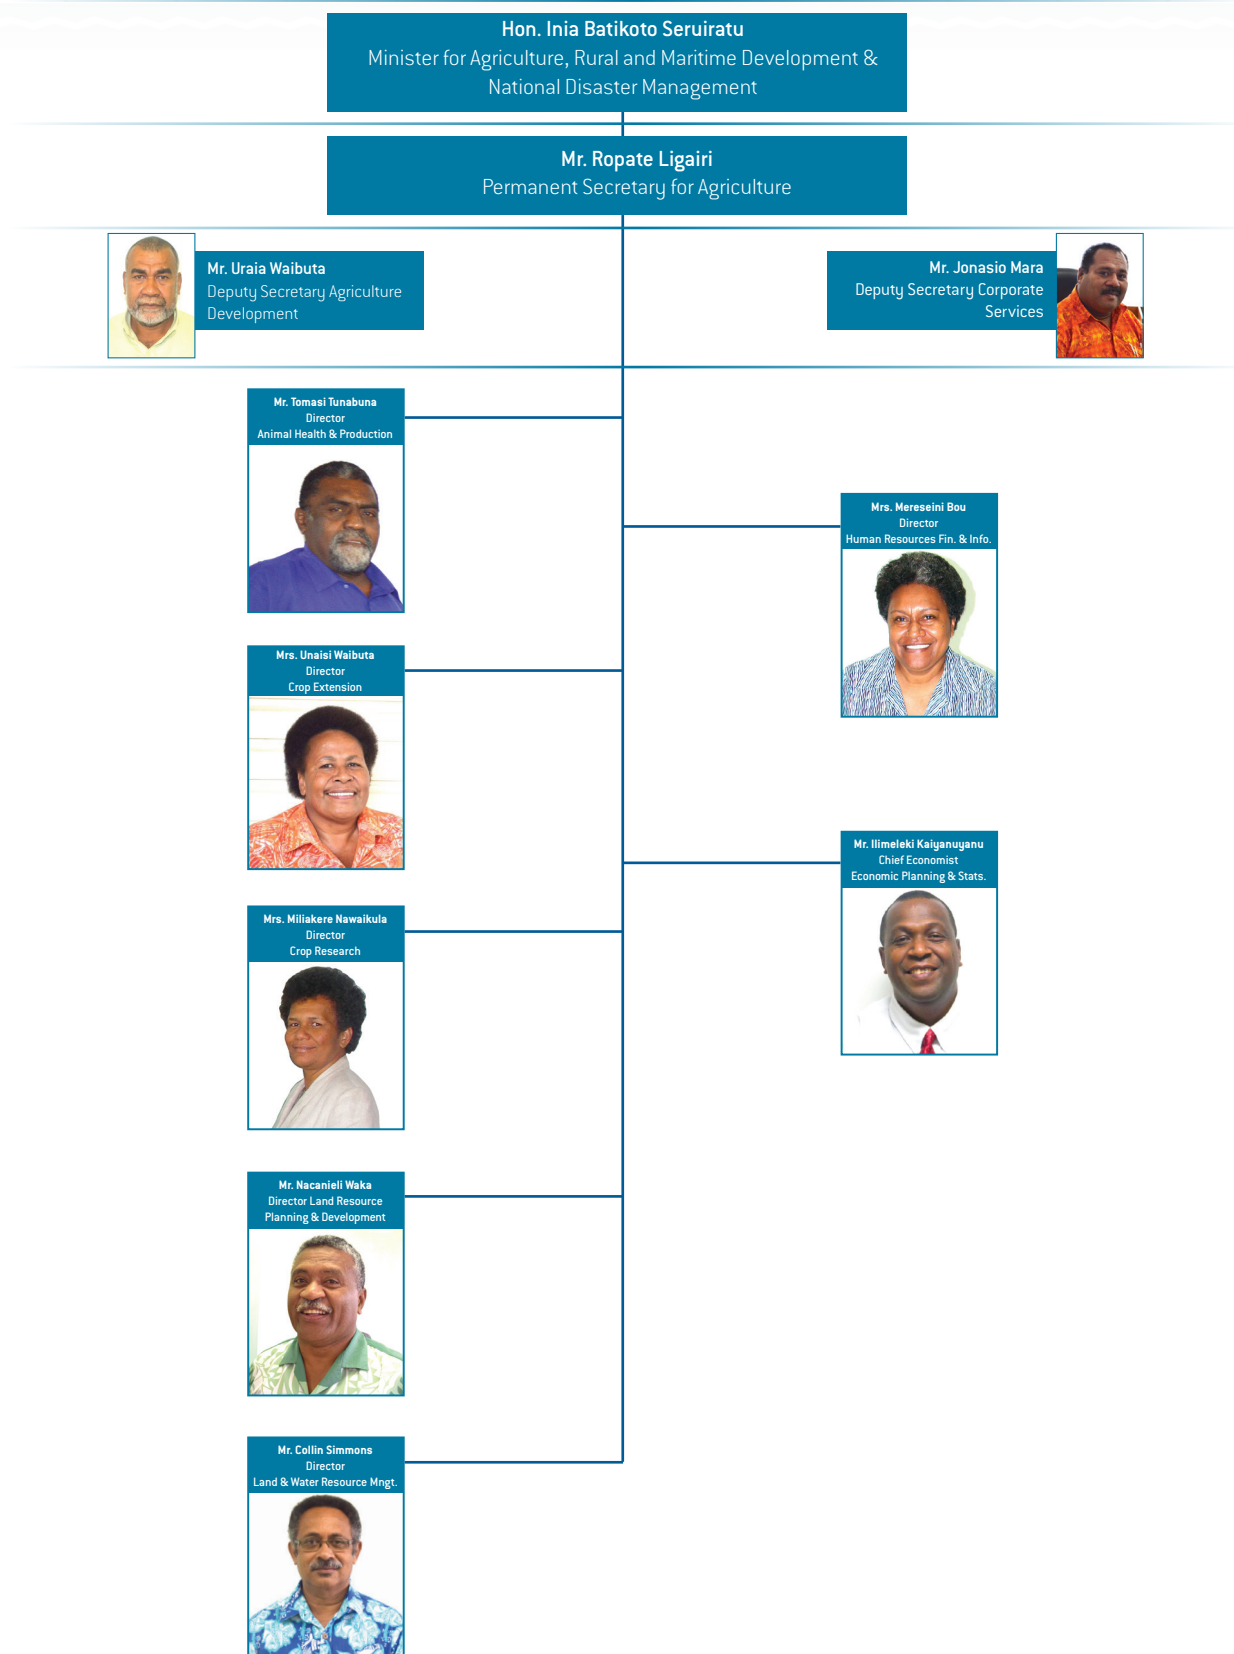 Hon. Inia Batikoto Seruiratu
Minister for Agriculture, Rural and Maritime Development &
National Disaster Management
Mr. Ropate Ligairi
Permanent Secretary for Agriculture
Mr. Uraia Waibuta
Deputy Secretary Agriculture
Development
Mr. Jonasio Mara
Deputy Secretary Corporate
Services
Mr. Tomasi Tunabuna
Director
Animal Health & Production
Mrs. Mereseini Bou
Director
Human Resources Fin. & Info.
Mrs. Unaisi Waibuta
Director
Crop Extension
Mr. Ilimeleki Kaiyanuyanu
Chief Economist
Economic Planning & Stats.
Mrs. Miliakere Nawaikula
Director
Crop Research
Mr. Nacanieli Waka
Director Land Resource
Planning & Development
Mr. Collin Simmons
Director
Land & Water Resource Mngt.